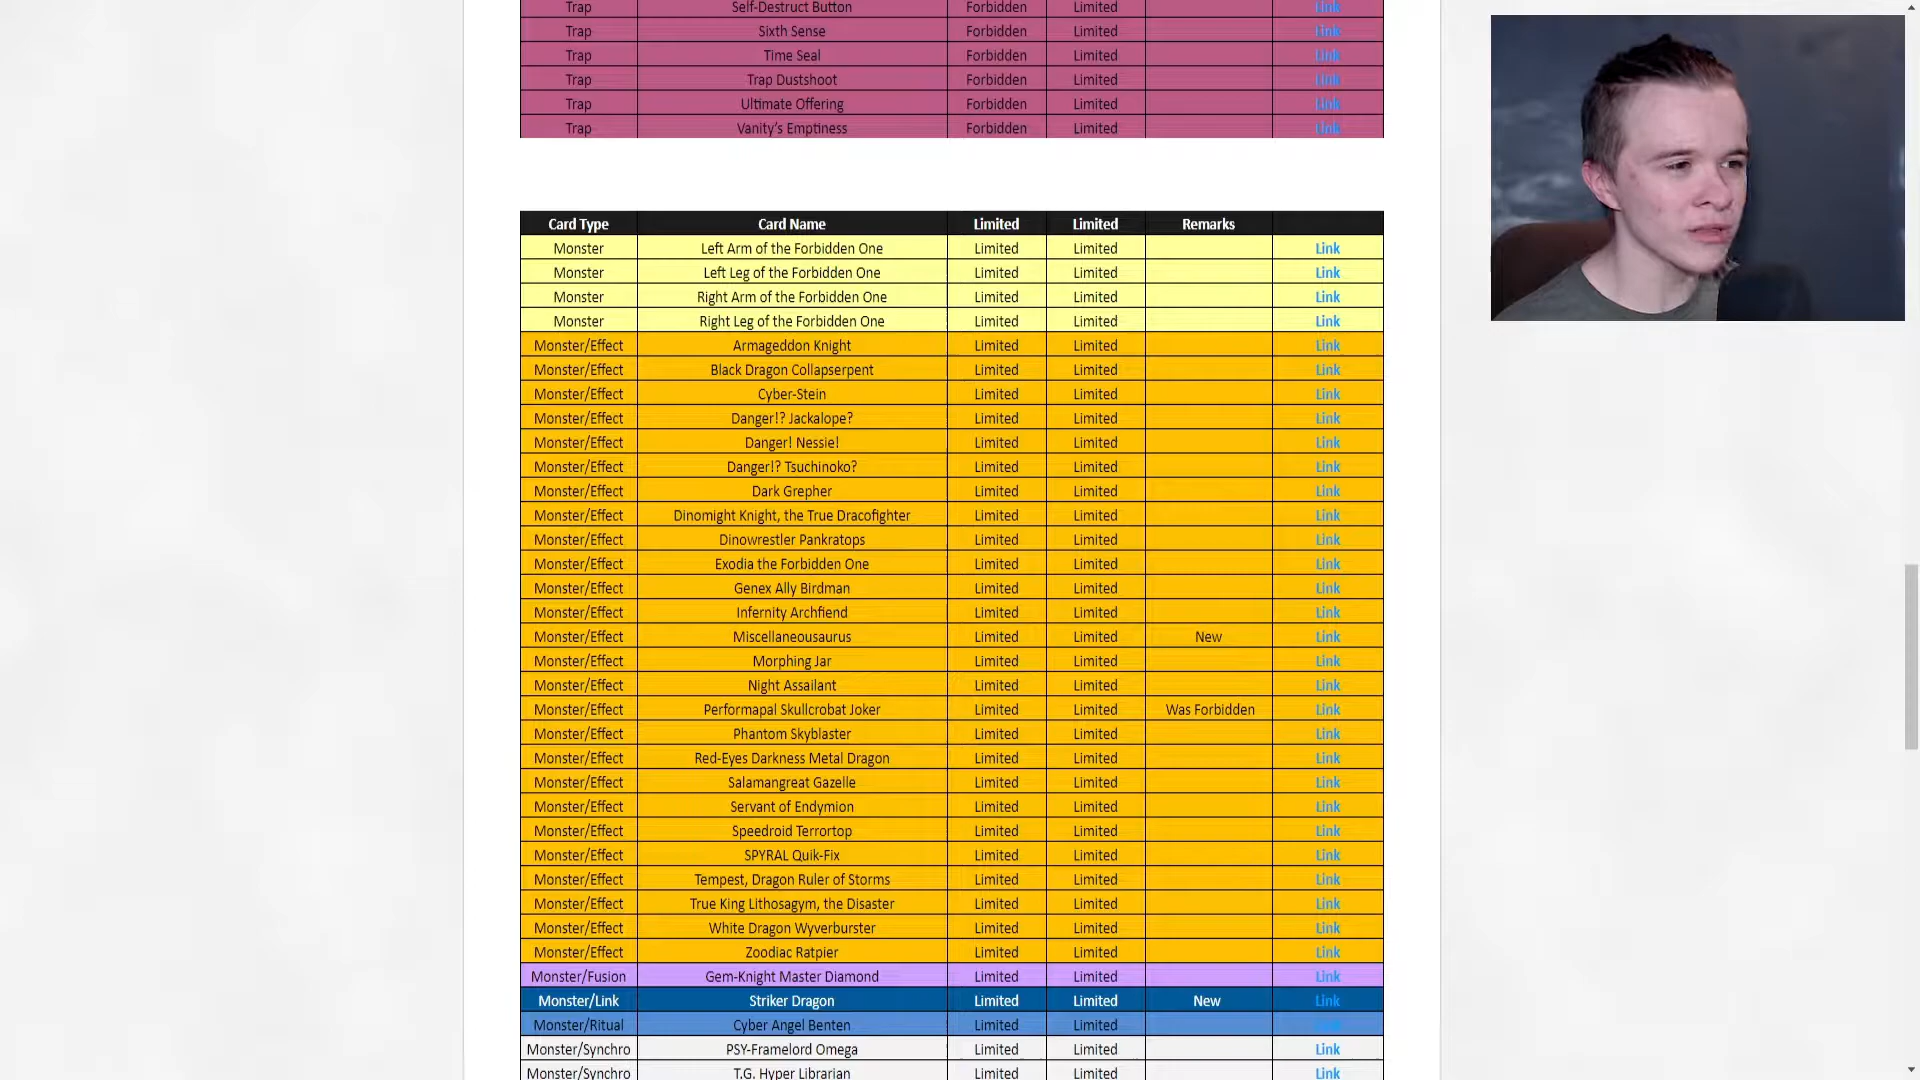 Trap Self-Destruct Button Forbidden Limited Link
Trap Sixth Sense Forbidden Limited Link
Trap Time Seal Forbidden Limited Link
Trap Trap Dustshoot Forbidden Limited Link
Trap Ultimate Offering Forbidden Limited Link
Trap Vanity's Emptiness Forbidden Limited Link
Card Type Card Name Limited Limited Remarks
Monster Left Arm of the Forbidden One Limited Limited Link
Monster Left Leg of the Forbidden One Limited Limited Link
Monster Right Arm of the Forbidden One Limited Limited Link
Monster Right Leg of the Forbidden One Limited Limited Link
Monster/Effect Armageddon Knight Limited Limited Link
Monster/Effect Black Dragon Collapserpent Limited Limited Link
Monster/Effect Cyber-Stein Limited Limited Link
Monster/Effect Danger!? Jackalope? Limited Limited Link
Monster/Effect Danger! Nessie! Limited Limited Link
Monster/Effect Danger!? Tsuchinoko? Limited Limited Link
Monster/Effect Dark Grepher Limited Limited Link
Monster/Effect Dinomight Knight, the True Dracofighter Limited Limited Link
Monster/Effect Dinowrestler Pankratops Limited Limited Link
Monster/Effect Exodia the Forbidden One Limited Limited Link
Monster/Effect Genex Ally Birdman Limited Limited Link
Monster/Effect Infernity Archfiend Limited Limited Link
Monster/Effect Miscellaneousaurus Limited Limited New Link
Monster/Effect Morphing Jar Limited Limited Link
Monster/Effect Night Assailant Limited Limited Link
Monster/Effect Performapal Skullcrobat Joker Limited Limited Was Forbidden Link
Monster/Effect Phantom Skyblaster Limited Limited Link
Monster/Effect Red-Eyes Darkness Metal Dragon Limited Limited Link
Monster/Effect Salamangreat Gazelle Limited Limited Link
Monster/Effect Servant of Endymion Limited Limited Link
Monster/Effect Speedroid Terrortop Limited Limited Link
Monster/Effect SPYRAL Quik-Fix Limited Limited Link
Monster/Effect Tempest, Dragon Ruler of Storms Limited Limited Link
Monster/Effect True King Lithosagym, the Disaster Limited Limited Link
Monster/Effect White Dragon Wyverburster Limited Limited Link
Monster/Effect Zoodiac Ratpier Limited Limited Link
Monster/Fusion Gem-Knight Master Diamond Limited Limited Link
Monster/Link Striker Dragon Limited Limited New Link
Monster/Ritual Cyber Angel Benten Limited Limited Link
Monster/Synchro PSY-Framelord Omega Limited Limited Link
Monster/Synchro T.G. Hyper Librarian Limited Limited Link